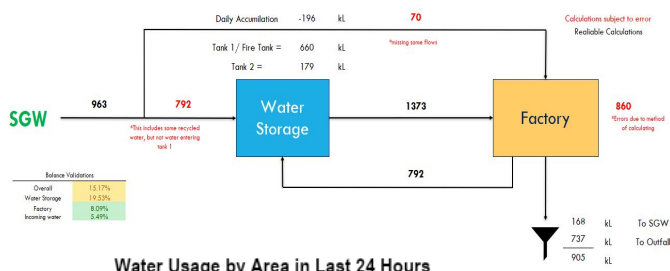 Daily Accumilation -196 kL 70 Calculations subject to error
Realiable Calculations
*missing some flows
Tank 1/ Fire Tank = 660 kL
Tank 2 = 179 kL
963 792 Water Storage 1373 Factory 860
SGW
*This includes some recycled water, but not water entering tank 1
*Errors due to method of calculating
792
Balance Validations
Overall 15.17%
Water Storage 19.53%
Factory 8.09%
Incoming water 5.49%
168 kL To SGW
737 kL To Outfall
905 kL
Water Usage by Area in Last 24 Hours